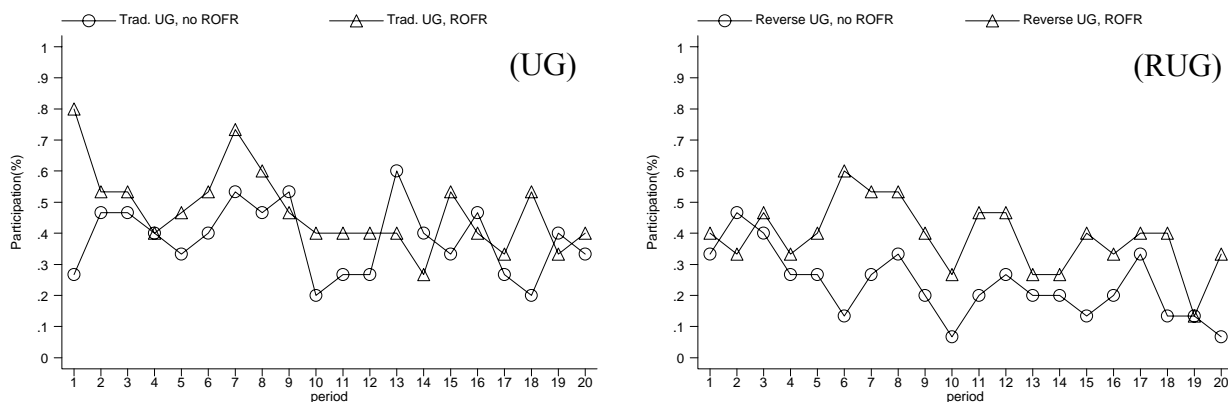 Trad. UG, no ROFR Trad. UG, ROFR
(UG)
1
.9
.8
.7
.6
.5
.4
.3
.2
.1
0
Participation(%)
1 2 3 4 5 6 7 8 9 10 11 12 13 14 15 16 17 18 19 20
period
Reverse UG, no ROFR Reverse UG, ROFR
(RUG)
1
.9
.8
.7
.6
.5
.4
.3
.2
.1
0
Participation(%)
1 2 3 4 5 6 7 8 9 10 11 12 13 14 15 16 17 18 19 20
period